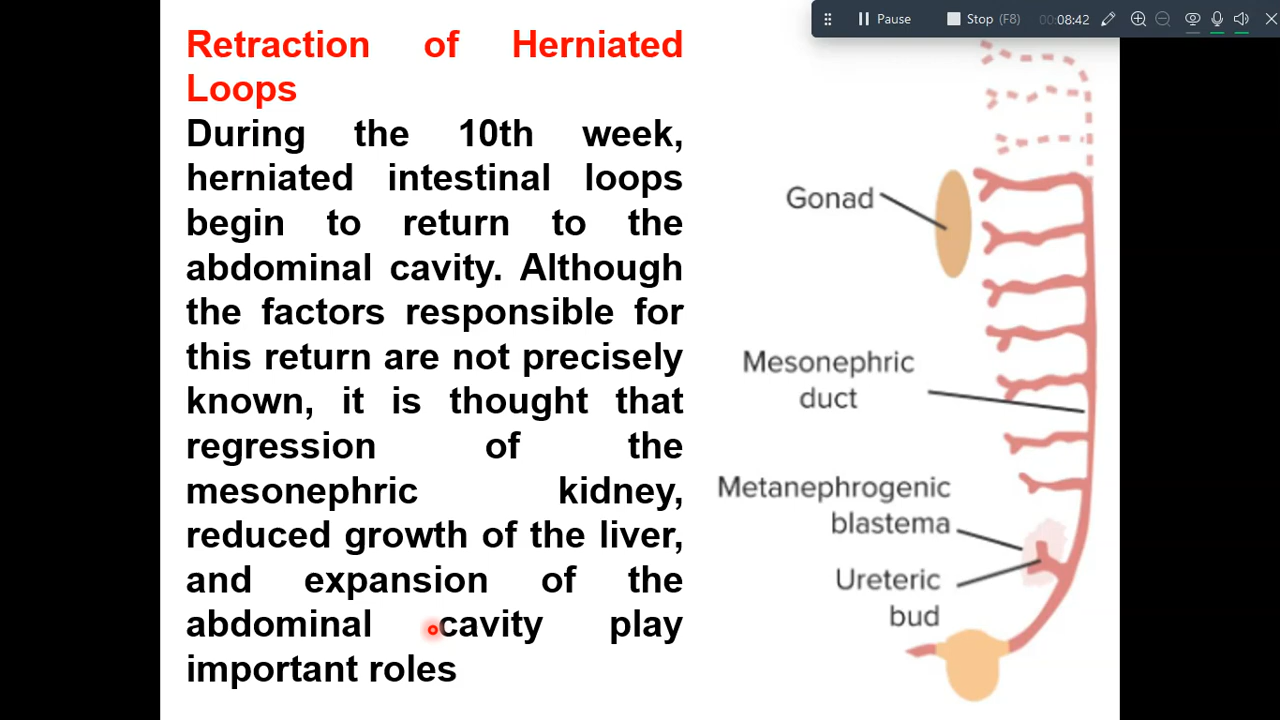 Pause
Stop (F8)
00:08:42
Retraction of Herniated
Loops
During the 10th week,
herniated intestinal loops
begin to return to the
abdominal cavity. Although
the factors responsible for
this return are not precisely
known, it is thought that
regression of the
mesonephric kidney,
reduced growth of the liver,
and expansion of the
abdominal cavity play
important roles
Gonad
Mesonephric
duct
Metanephrogenic
blastema
Ureteric
bud